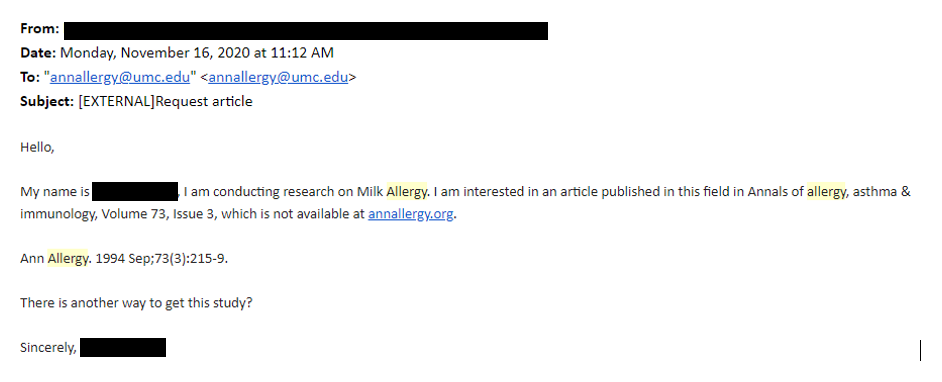 From:
Date: Monday, November 16, 2020 at 11:12 AM
To: "annallergy@umc.edu" <annallergy@umc.edu>
Subject: [EXTERNAL]Request article
Hello,
My name is , I am conducting research on Milk Allergy. I am interested in an article published in this field in Annals of allergy, asthma &
immunology, Volume 73, Issue 3, which is not available at annallergy.org.
Ann Allergy. 1994 Sep;73(3):215-9.
There is another way to get this study?
Sincerely,